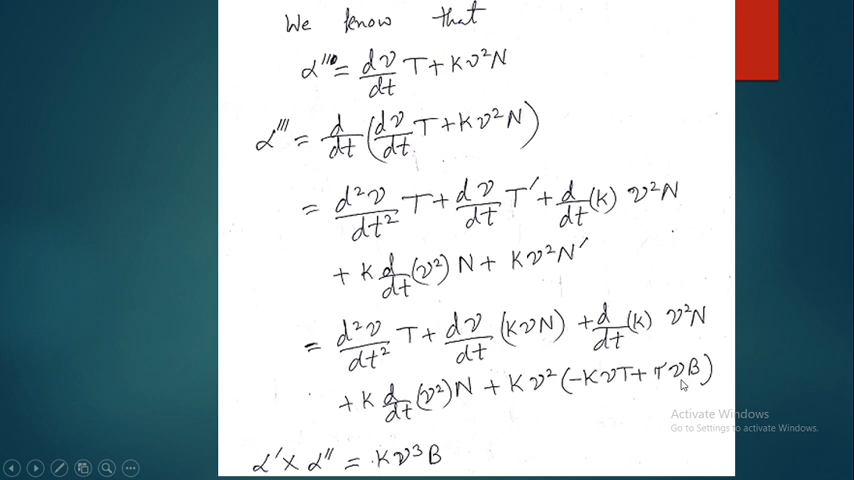 We know that
α''' = dv/dt T + Kv²N
α''' = d/dt (dv/dt T + Kv²N)
= d²v/dt² T + dv/dt T' + d/dt (K) v²N
+ K d/dt (v²) N + Kv²N'
= d²v/dt² T + dv/dt (KvN) + d/dt (K) v²N
+ K d/dt (v²) N + Kv² (-KvT + τvB)
α' × α'' = Kv³B
Activate Windows
Go to Settings to activate Windows.